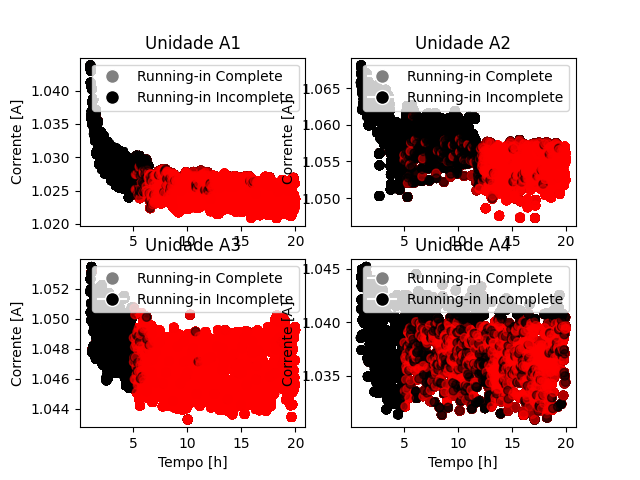 Unidade A1
Running-in Complete
Running-in Incomplete
Corrente [A]
1.040
1.035
1.030
1.025
1.020
5
10
15
20
Unidade A2
Running-in Complete
Running-in Incomplete
Corrente [A]
1.065
1.060
1.055
1.050
5
10
15
20
Unidade A3
Running-in Complete
Running-in Incomplete
Corrente [A]
1.052
1.050
1.048
1.046
1.044
5
10
15
20
Tempo [h]
Unidade A4
Running-in Complete
Running-in Incomplete
Corrente [A]
1.045
1.040
1.035
5
10
15
20
Tempo [h]